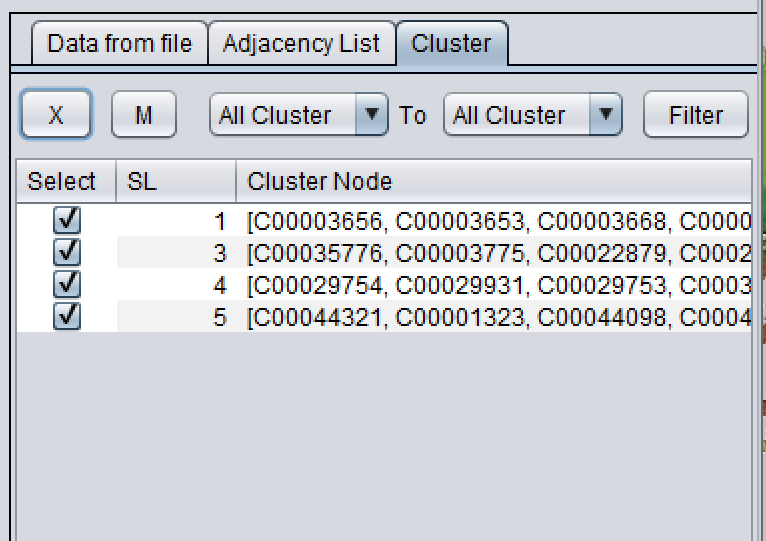 Data from file Adjacency List Cluster
X M All Cluster To All Cluster Filter
Select SL Cluster Node
1 [C00003656, C00003653, C00003668, C0000
3 [C00035776, C00003775, C00022879, C0002
4 [C00029754, C00029931, C00029753, C0003
5 [C00044321, C00001323, C00044098, C0004